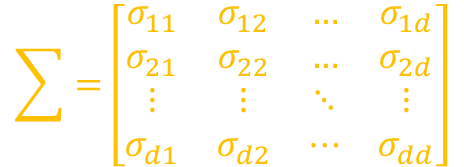 σ₁₁ σ₁₂ ... σ₁d
∑ = σ₂₁ σ₂₂ ... σ₂d
⋮ ⋮ ⋱ ⋮
σd₁ σd₂ ⋯ σdd